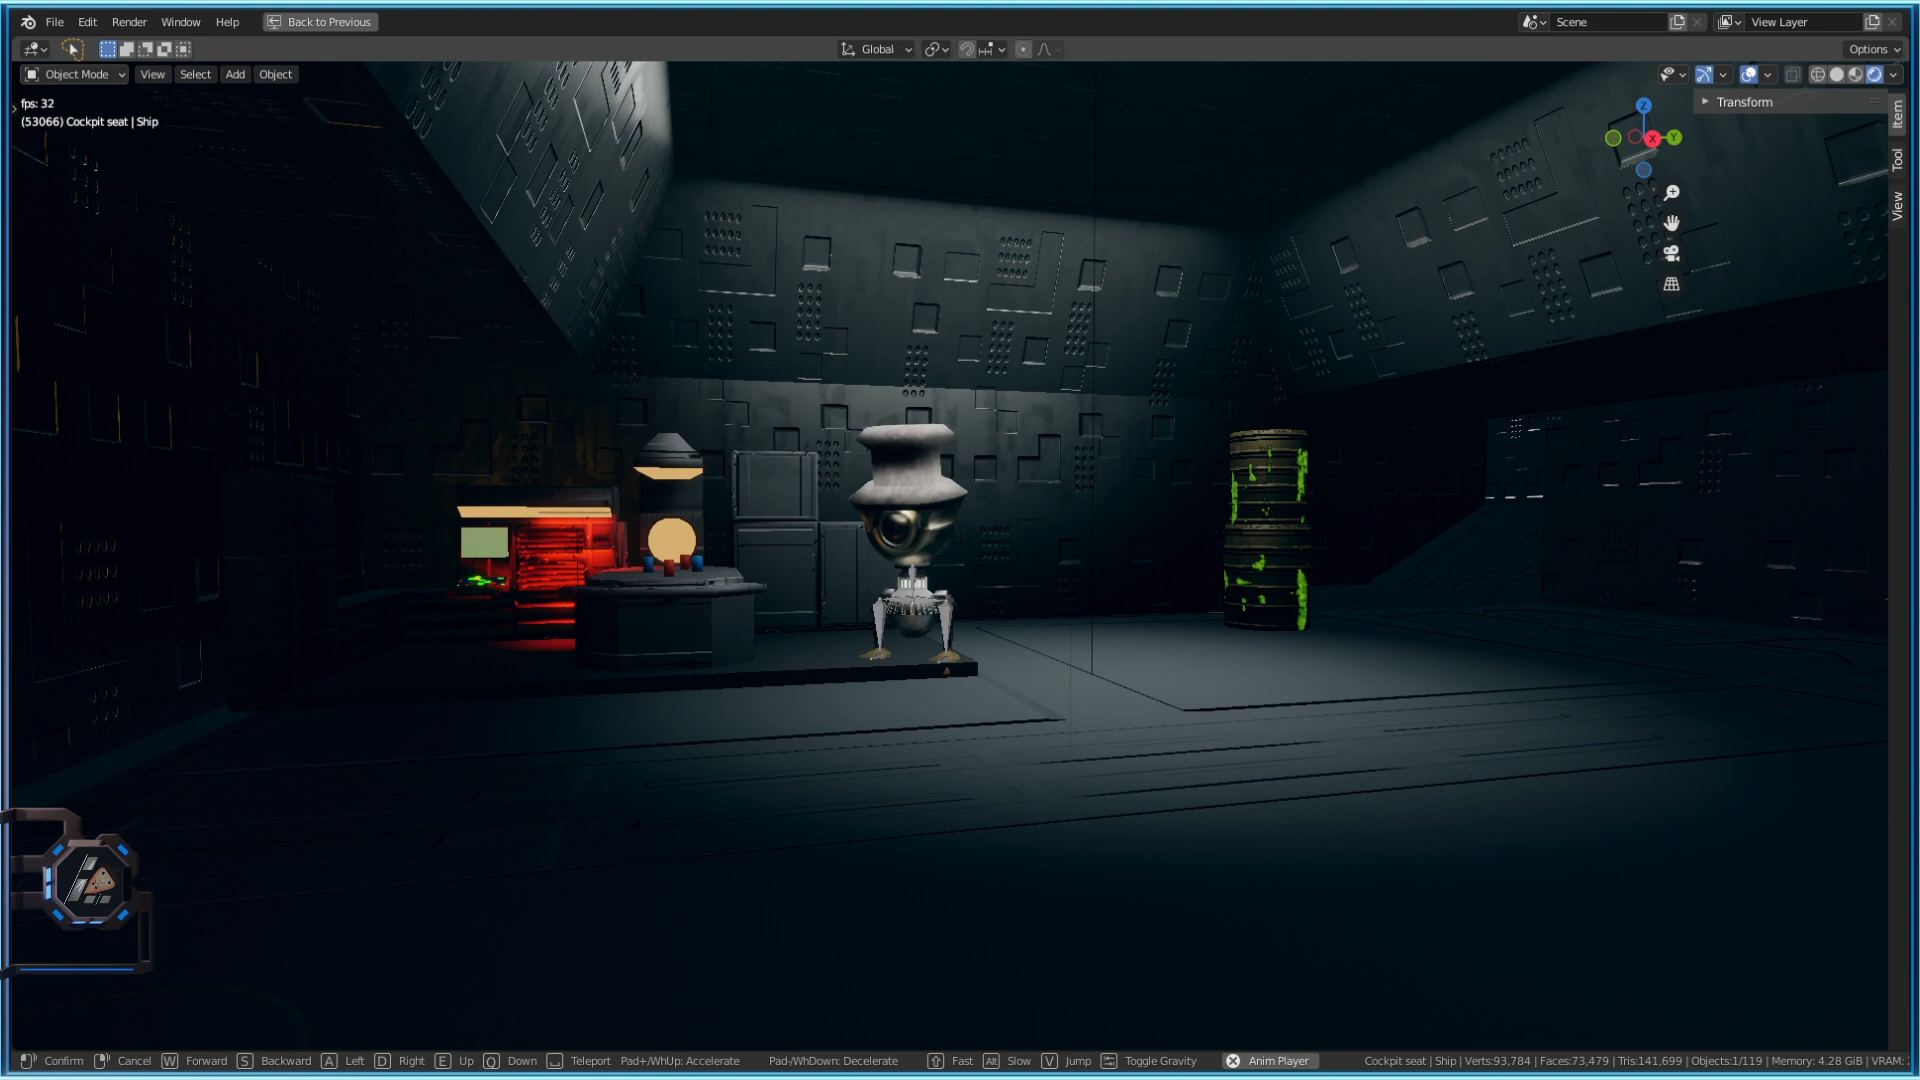 File Edit Render Window Help Back to Previous Scene View Layer
Global Options
Object Mode View Select Add Object
fps: 32
(53066) Cockpit seat | Ship
Transform
Item
Tool
View
Z
X
Y
Confirm Cancel W Forward S Backward A Left D Right E Up Q Down Teleport Pad+/WhUp: Accelerate Pad-/WhDown: Decelerate Fast Alt Slow V Jump Toggle Gravity Anim Player Cockpit seat | Ship | Verts:93,784 | Faces:73,479 | Tris:141,699 | Objects:1/119 | Memory: 4.28 GiB | VRAM: